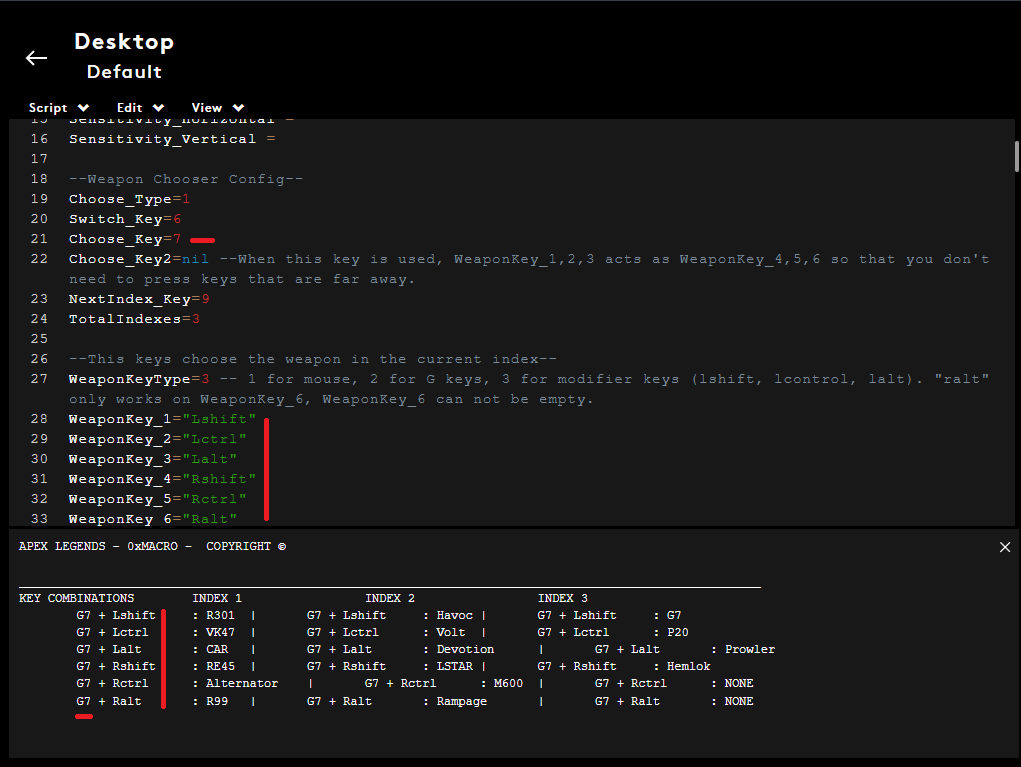 Desktop
Default
Script Edit View
15 Sensitivity_Horizontal =
16 Sensitivity_Vertical =
17
18 --Weapon Chooser Config--
19 Choose_Type=1
20 Switch_Key=6
21 Choose_Key=7
22 Choose_Key2=nil --When this key is used, WeaponKey_1,2,3 acts as WeaponKey_4,5,6 so that you don't
need to press keys that are far away.
23 NextIndex_Key=9
24 TotalIndexes=3
25
26 --This keys choose the weapon in the current index--
27 WeaponKeyType=3 -- 1 for mouse, 2 for G keys, 3 for modifier keys (lshift, lcontrol, lalt). "ralt"
only works on WeaponKey_6, WeaponKey_6 can not be empty.
28 WeaponKey_1="Lshift"
29 WeaponKey_2="Lctrl"
30 WeaponKey_3="Lalt"
31 WeaponKey_4="Rshift"
32 WeaponKey_5="Rctrl"
33 WeaponKey_6="Ralt"
APEX LEGENDS - 0xMACRO - COPYRIGHT ©
KEY COMBINATIONS INDEX 1 INDEX 2 INDEX 3
G7 + Lshift : R301 | G7 + Lshift : Havoc | G7 + Lshift : G7
G7 + Lctrl : VK47 | G7 + Lctrl : Volt | G7 + Lctrl : P20
G7 + Lalt : CAR | G7 + Lalt : Devotion | G7 + Lalt : Prowler
G7 + Rshift : RE45 | G7 + Rshift : LSTAR | G7 + Rshift : Hemlok
G7 + Rctrl : Alternator | G7 + Rctrl : M600 | G7 + Rctrl : NONE
G7 + Ralt : R99 | G7 + Ralt : Rampage | G7 + Ralt : NONE